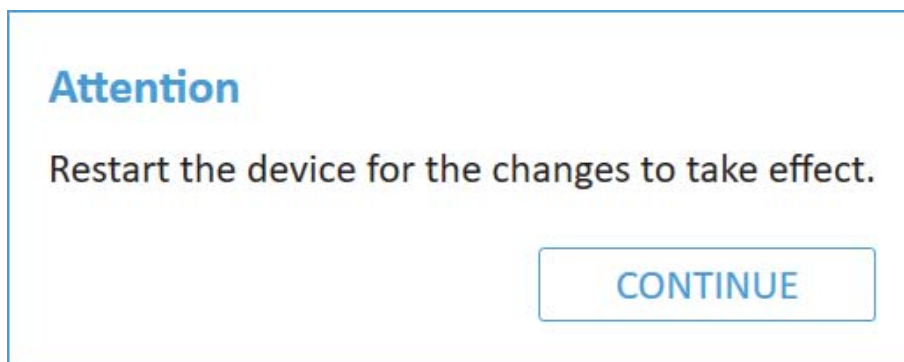 Attention
Restart the device for the changes to take effect.
CONTINUE